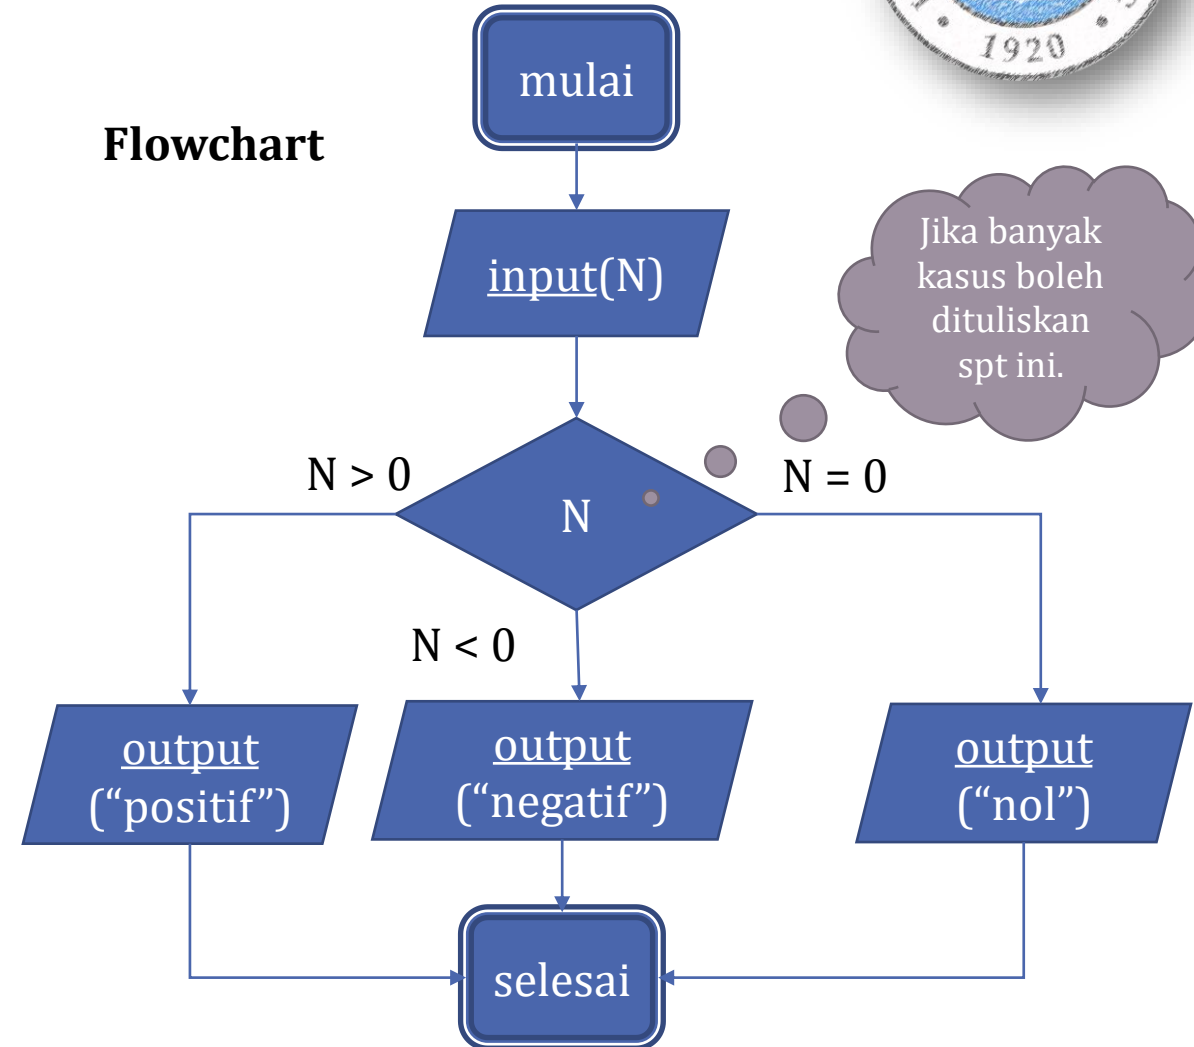 1920
mulai
Flowchart
Jika banyak
kasus boleh
dituliskan
spt ini.
input(N)
N > 0
N = 0
N
N < 0
output
(“positif”)
output
(“negatif”)
output
(“nol”)
selesai